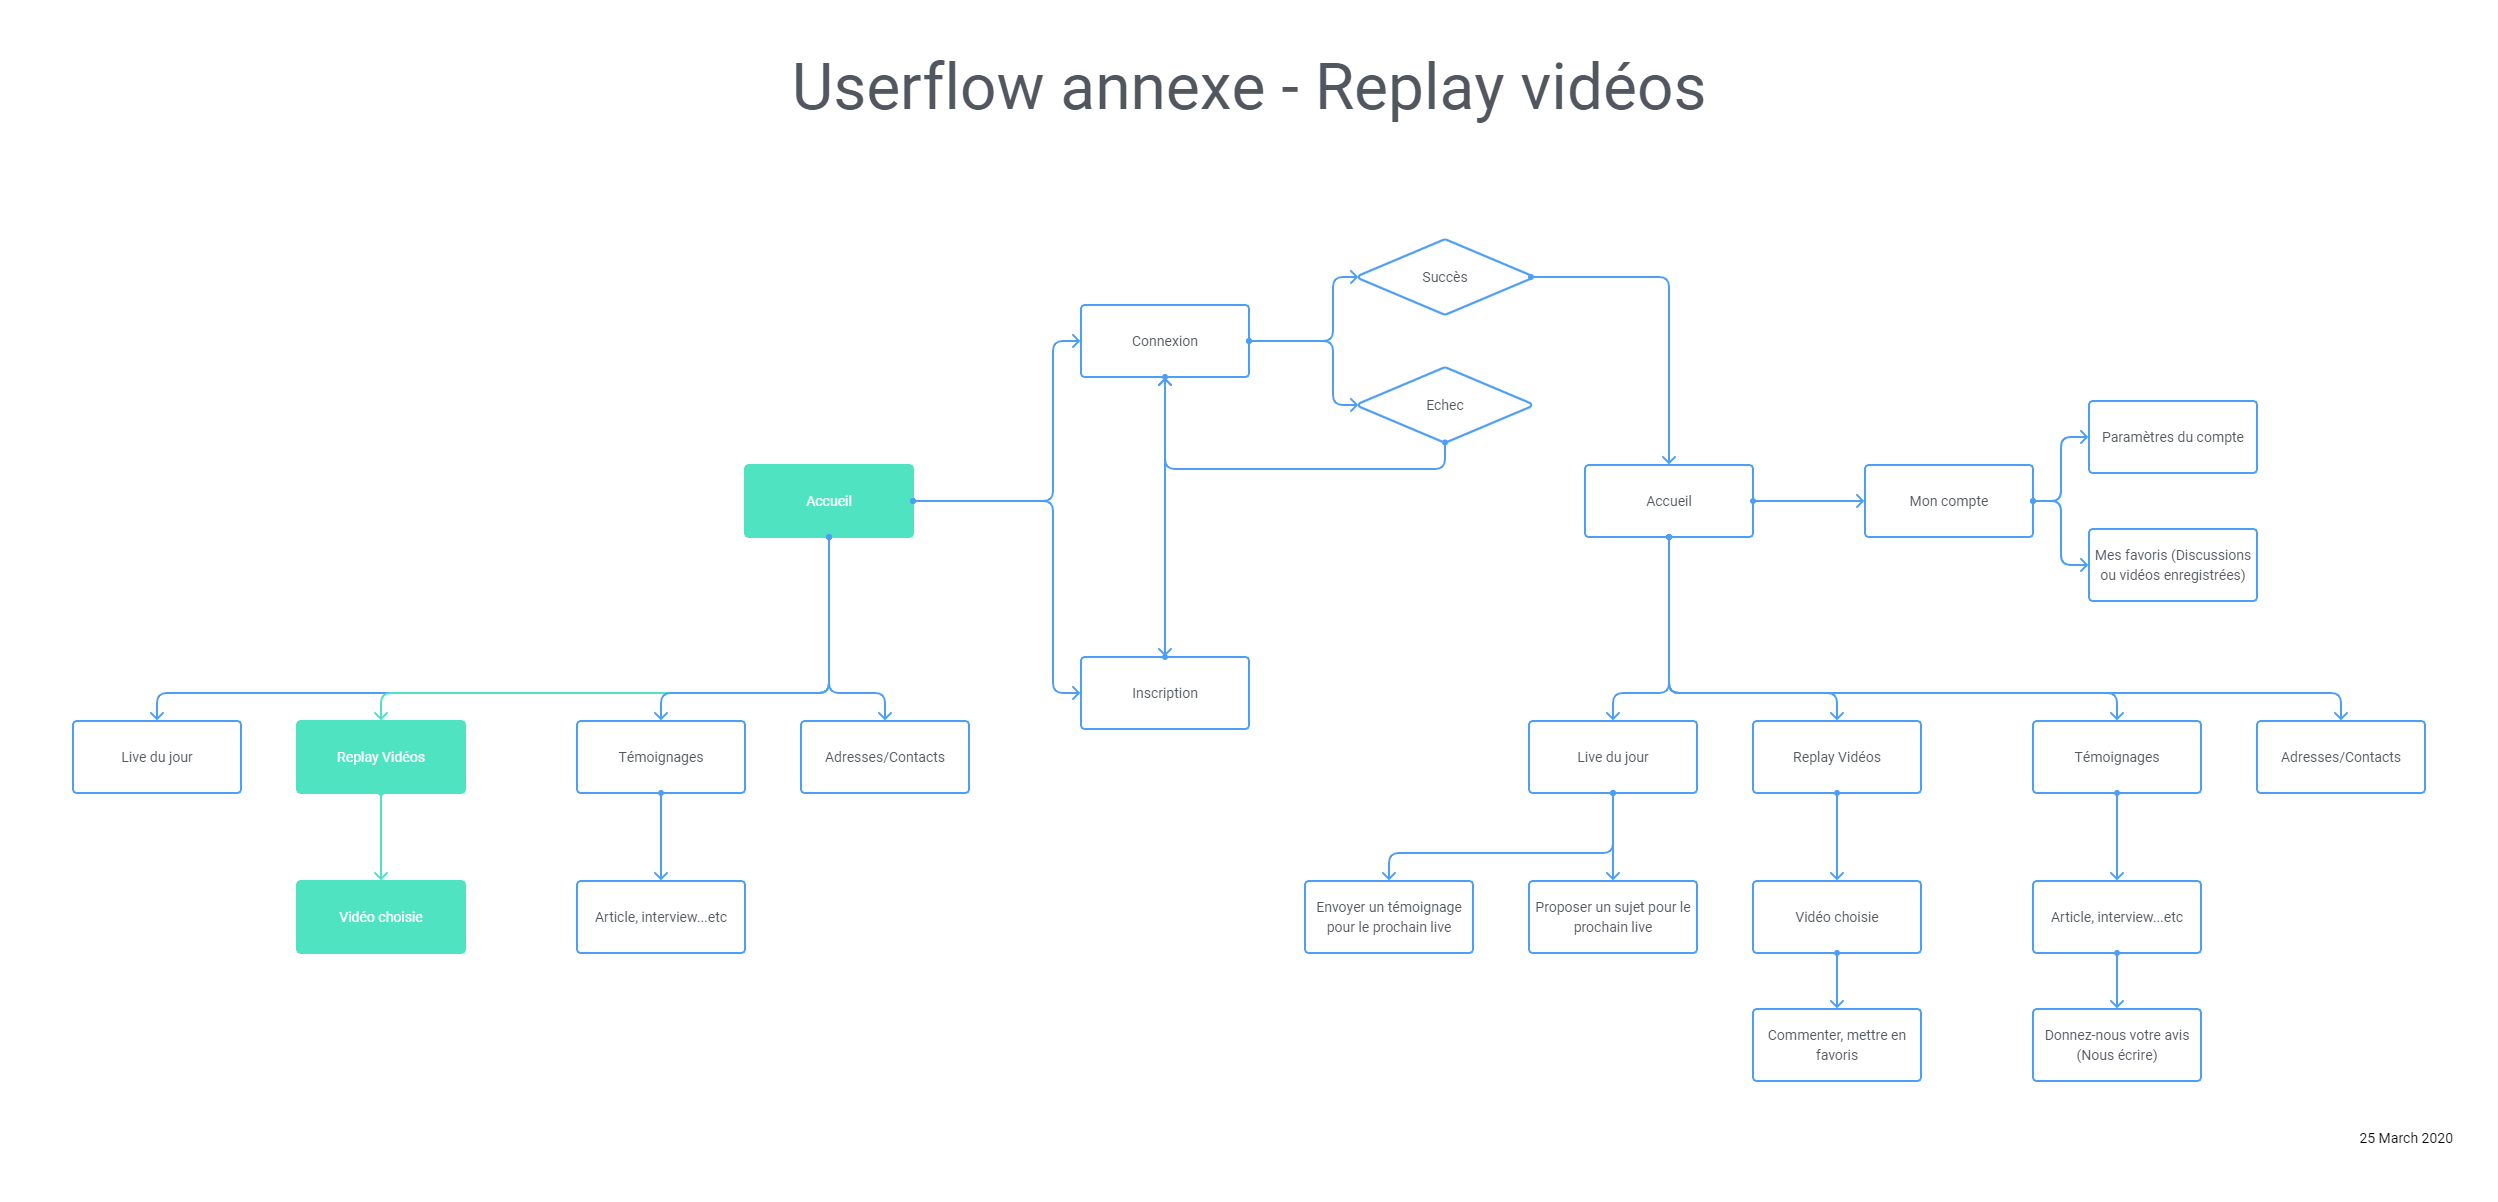 Userflow annexe - Replay vidéos
Succès
Connexion
Echec
Paramètres du compte
Accueil
Accueil
Mon compte
Mes favoris (Discussions
ou vidéos enregistrées)
Inscription
Live du jour
Replay Vidéos
Témoignages
Adresses/Contacts
Live du jour
Replay Vidéos
Témoignages
Adresses/Contacts
Vidéo choisie
Article, interview...etc
Envoyer un témoignage
pour le prochain live
Proposer un sujet pour le
prochain live
Vidéo choisie
Article, interview...etc
Commenter, mettre en
favoris
Donnez-nous votre avis
(Nous écrire)
25 March 2020